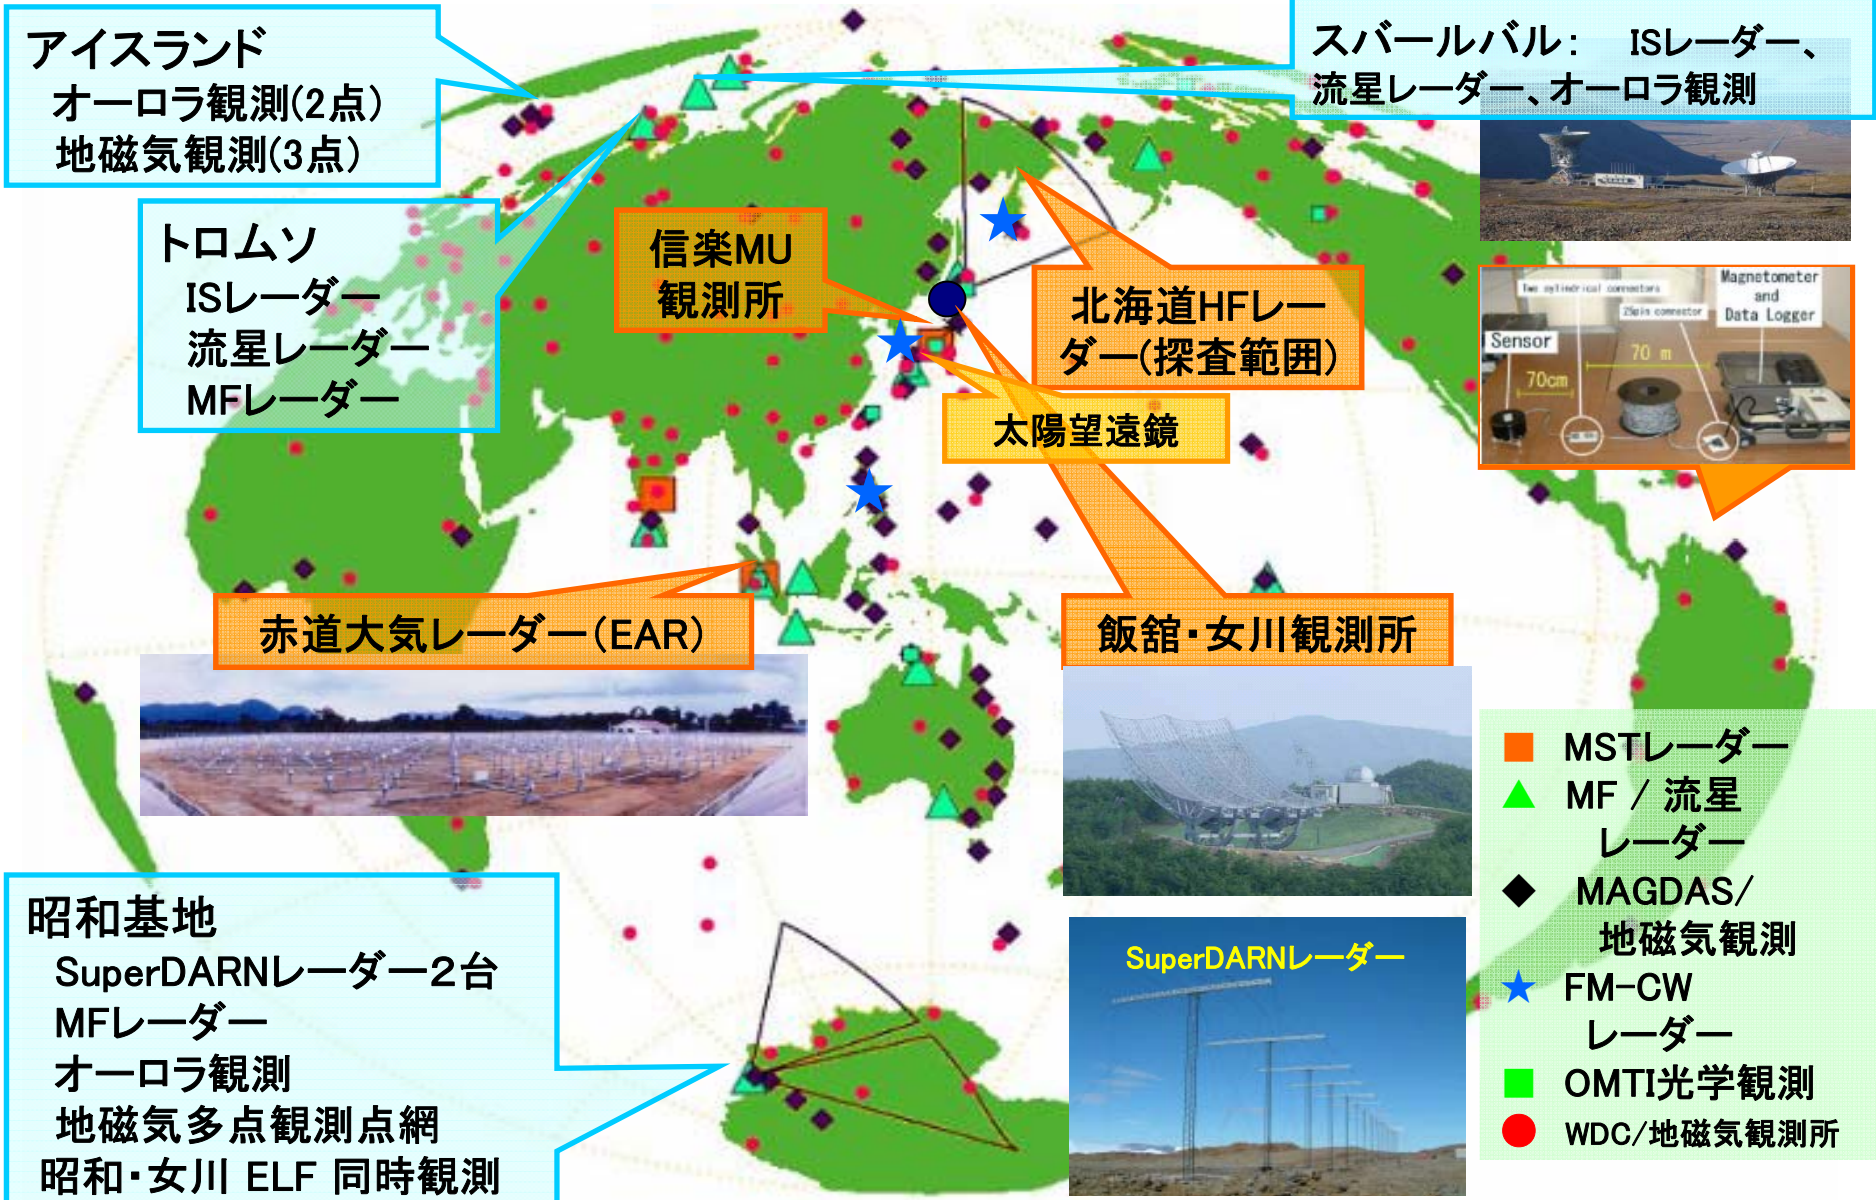 アイスランド
オーロラ観測(2点)
地磁気観測(3点)
スバールバル： ISレーダー、
流星レーダー、オーロラ観測
トロムソ
ISレーダー
流星レーダー
MFレーダー
信楽MU
観測所
北海道HFレー
ダー(探査範囲)
太陽望遠鏡
Two cylindrical connectors
25pin connector
Magnetometer
and
Data Logger
Sensor
70 m
70cm
赤道大気レーダー（EAR）
飯舘・女川観測所
昭和基地
SuperDARNレーダー2台
MFレーダー
オーロラ観測
地磁気多点観測点網
昭和・女川 ELF 同時観測
SuperDARNレーダー
MSTレーダー
MF / 流星
レーダー
MAGDAS/
地磁気観測
FM-CW
レーダー
OMTI光学観測
WDC/地磁気観測所